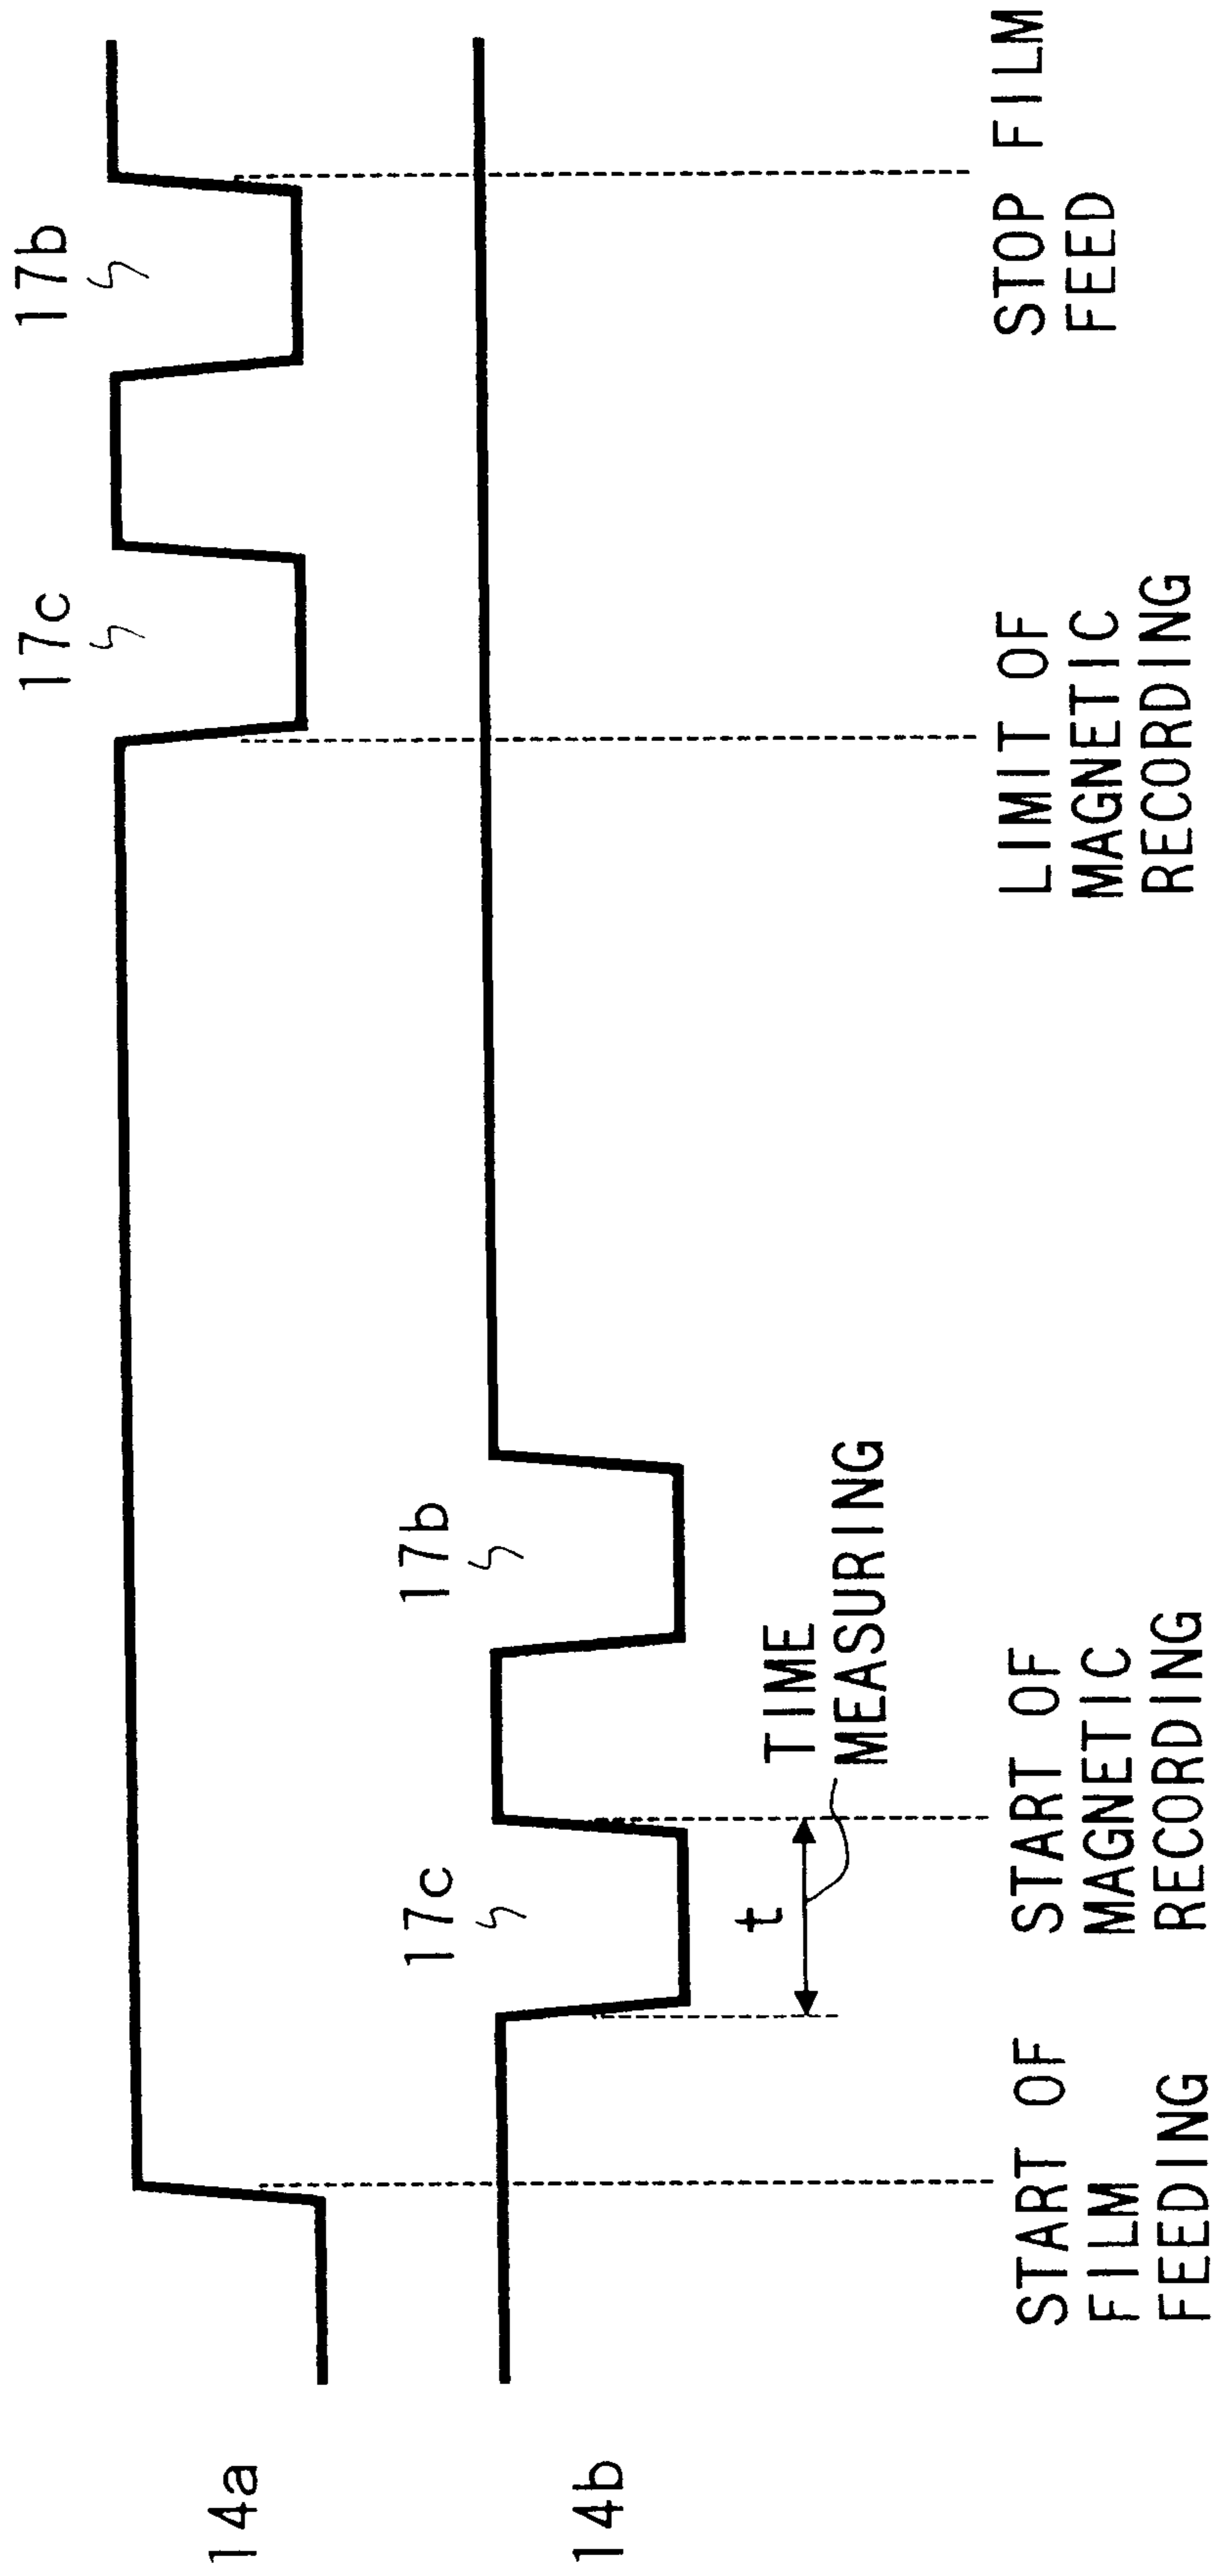 14a
17c
17b
14b
17c
17b
t
TIME
MEASURING
START OF
FILM
FEEDING
START OF
MAGNETIC
RECORDING
LIMIT OF
MAGNETIC
RECORDING
STOP FILM
FEED